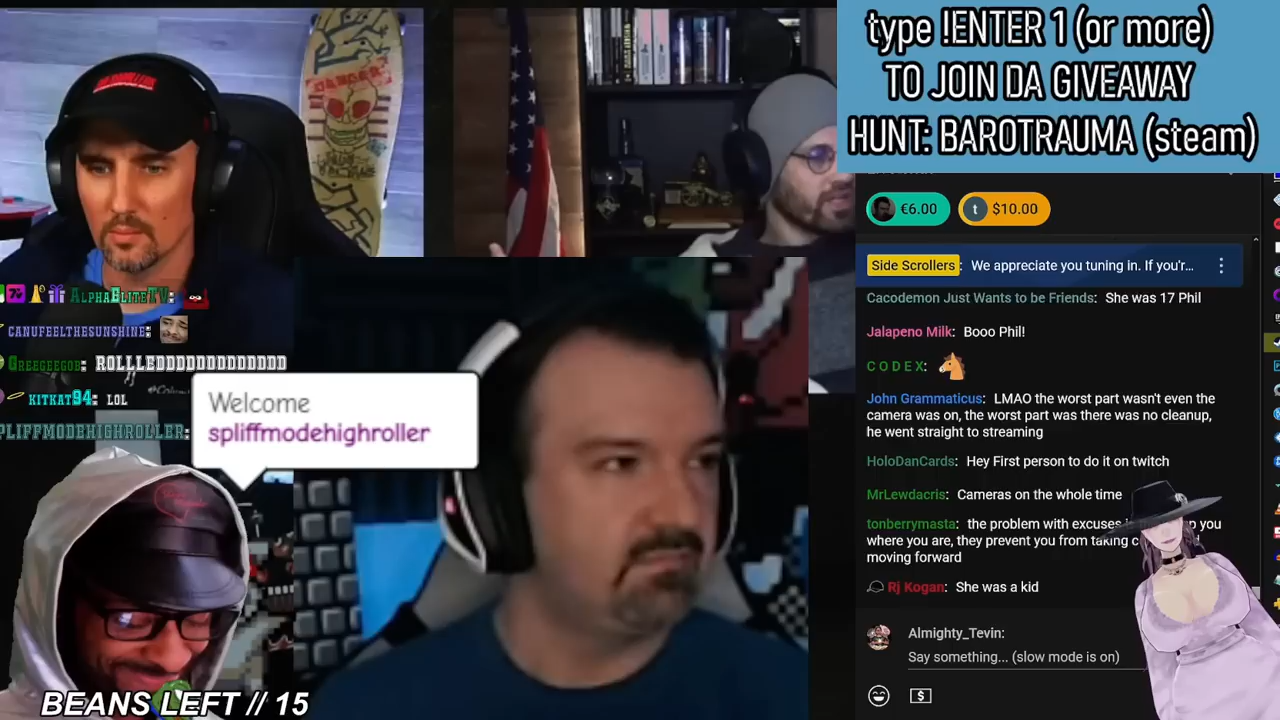 type !ENTER 1 (or more)
TO JOIN DA GIVEAWAY
HUNT: BAROTRAUMA (steam)
DANGER
€6.00
t $10.00
Side Scrollers: We appreciate you tuning in. If you'r...
Cacodemon Just Wants to be Friends: She was 17 Phil
Jalapeno Milk: Booo Phil!
C O D E X:
John Grammaticus: LMAO the worst part wasn't even the
camera was on, the worst part was there was no cleanup,
he went straight to streaming
HoloDanCards: Hey First person to do it on twitch
MrLewdacris: Cameras on the whole time
tonberrymasta: the problem with excuses you
where you are, they prevent you from taking
moving forward
Rj Kogan: She was a kid
Almighty_Tevin:
Say something... (slow mode is on)
AlphaEliteTV:
CANUFEELTHESUNSHINE:
Greegeegod: ROLLLEDDDDDDDDDDDDD
KITKAT94: LOL
PLIFFMODEHIGHROLLER:
Welcome
spliffmodehighroller
BEANS LEFT // 15